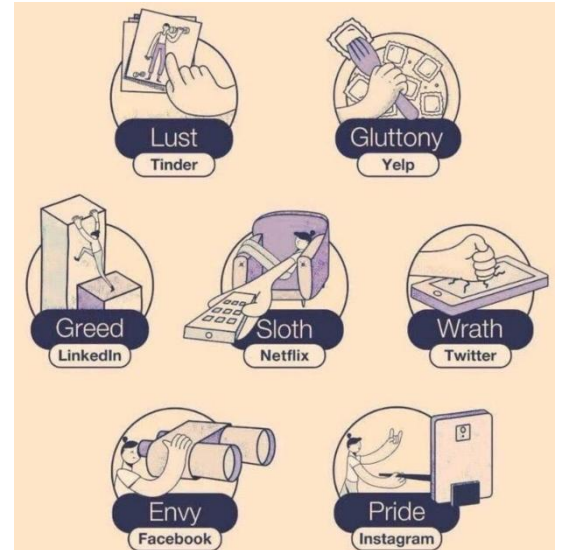 Lust
Tinder
Gluttony
Yelp
Greed
LinkedIn
Sloth
Netflix
Wrath
Twitter
Envy
Facebook
Pride
Instagram